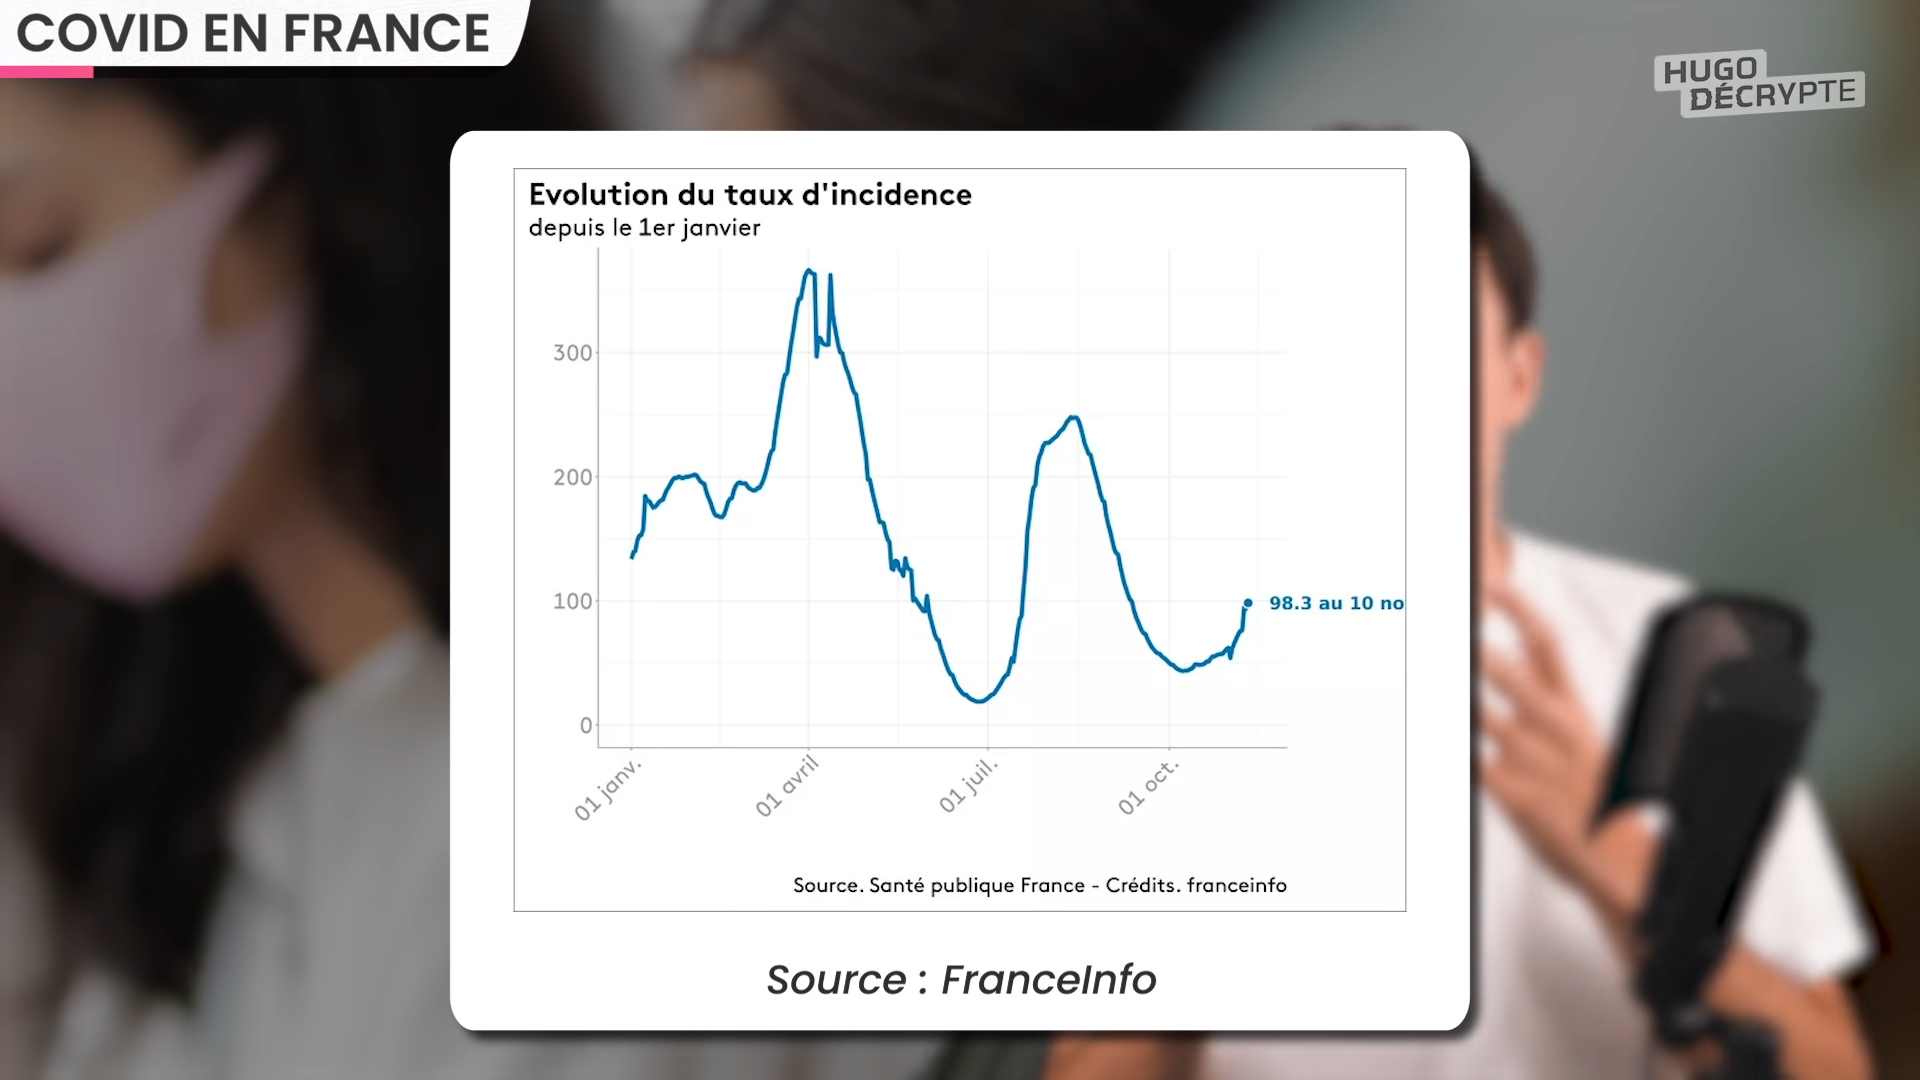 COVID EN FRANCE
HUGO
DÉCRYPTE
Evolution du taux d'incidence
depuis le 1er janvier
300
200
100
0
98.3 au 10 no
01 janv.
01 avril
01 juil.
01 oct.
Source. Santé publique France - Crédits. franceinfo
Source : FranceInfo